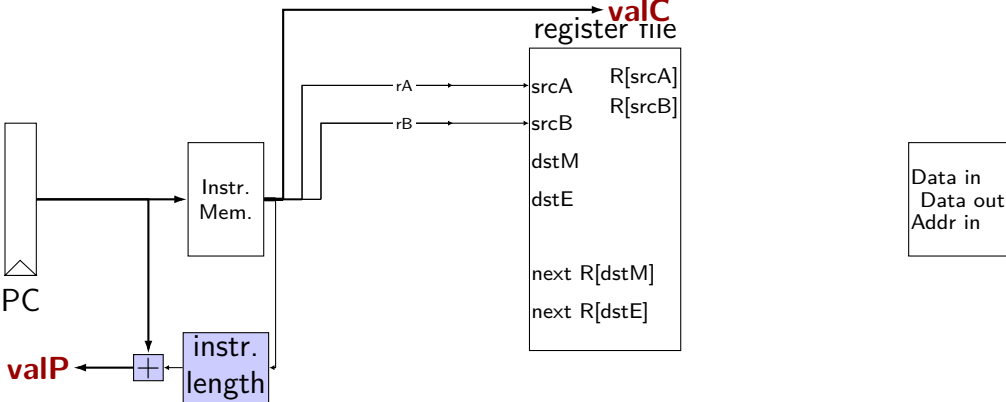 valC
register file
rA
srcA
R[srcA]
R[srcB]
rB
srcB
dstM
dstE
next R[dstM]
next R[dstE]
Instr.
Mem.
PC
Data in
Data out
Addr in
valP
+
instr.
length